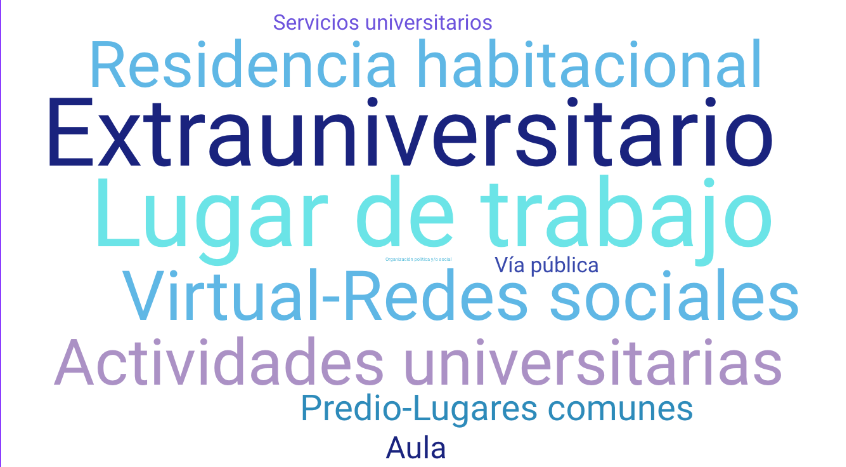 Servicios universitarios
Residencia habitacional
Extrauniversitario
Lugar de trabajo
Organización política y/o social
Vía pública
Virtual-Redes sociales
Actividades universitarias
Predio-Lugares comunes
Aula